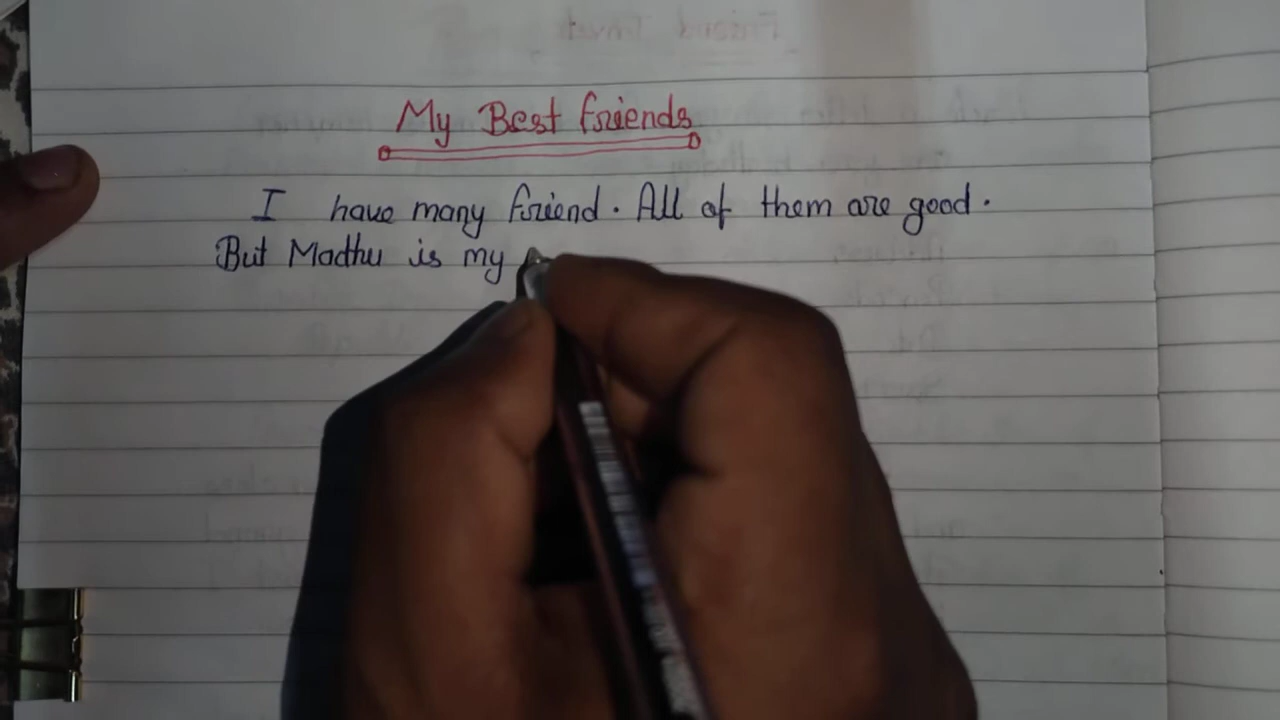 My Best Friends
I have many friend. All of them are good.
But Madhu is my